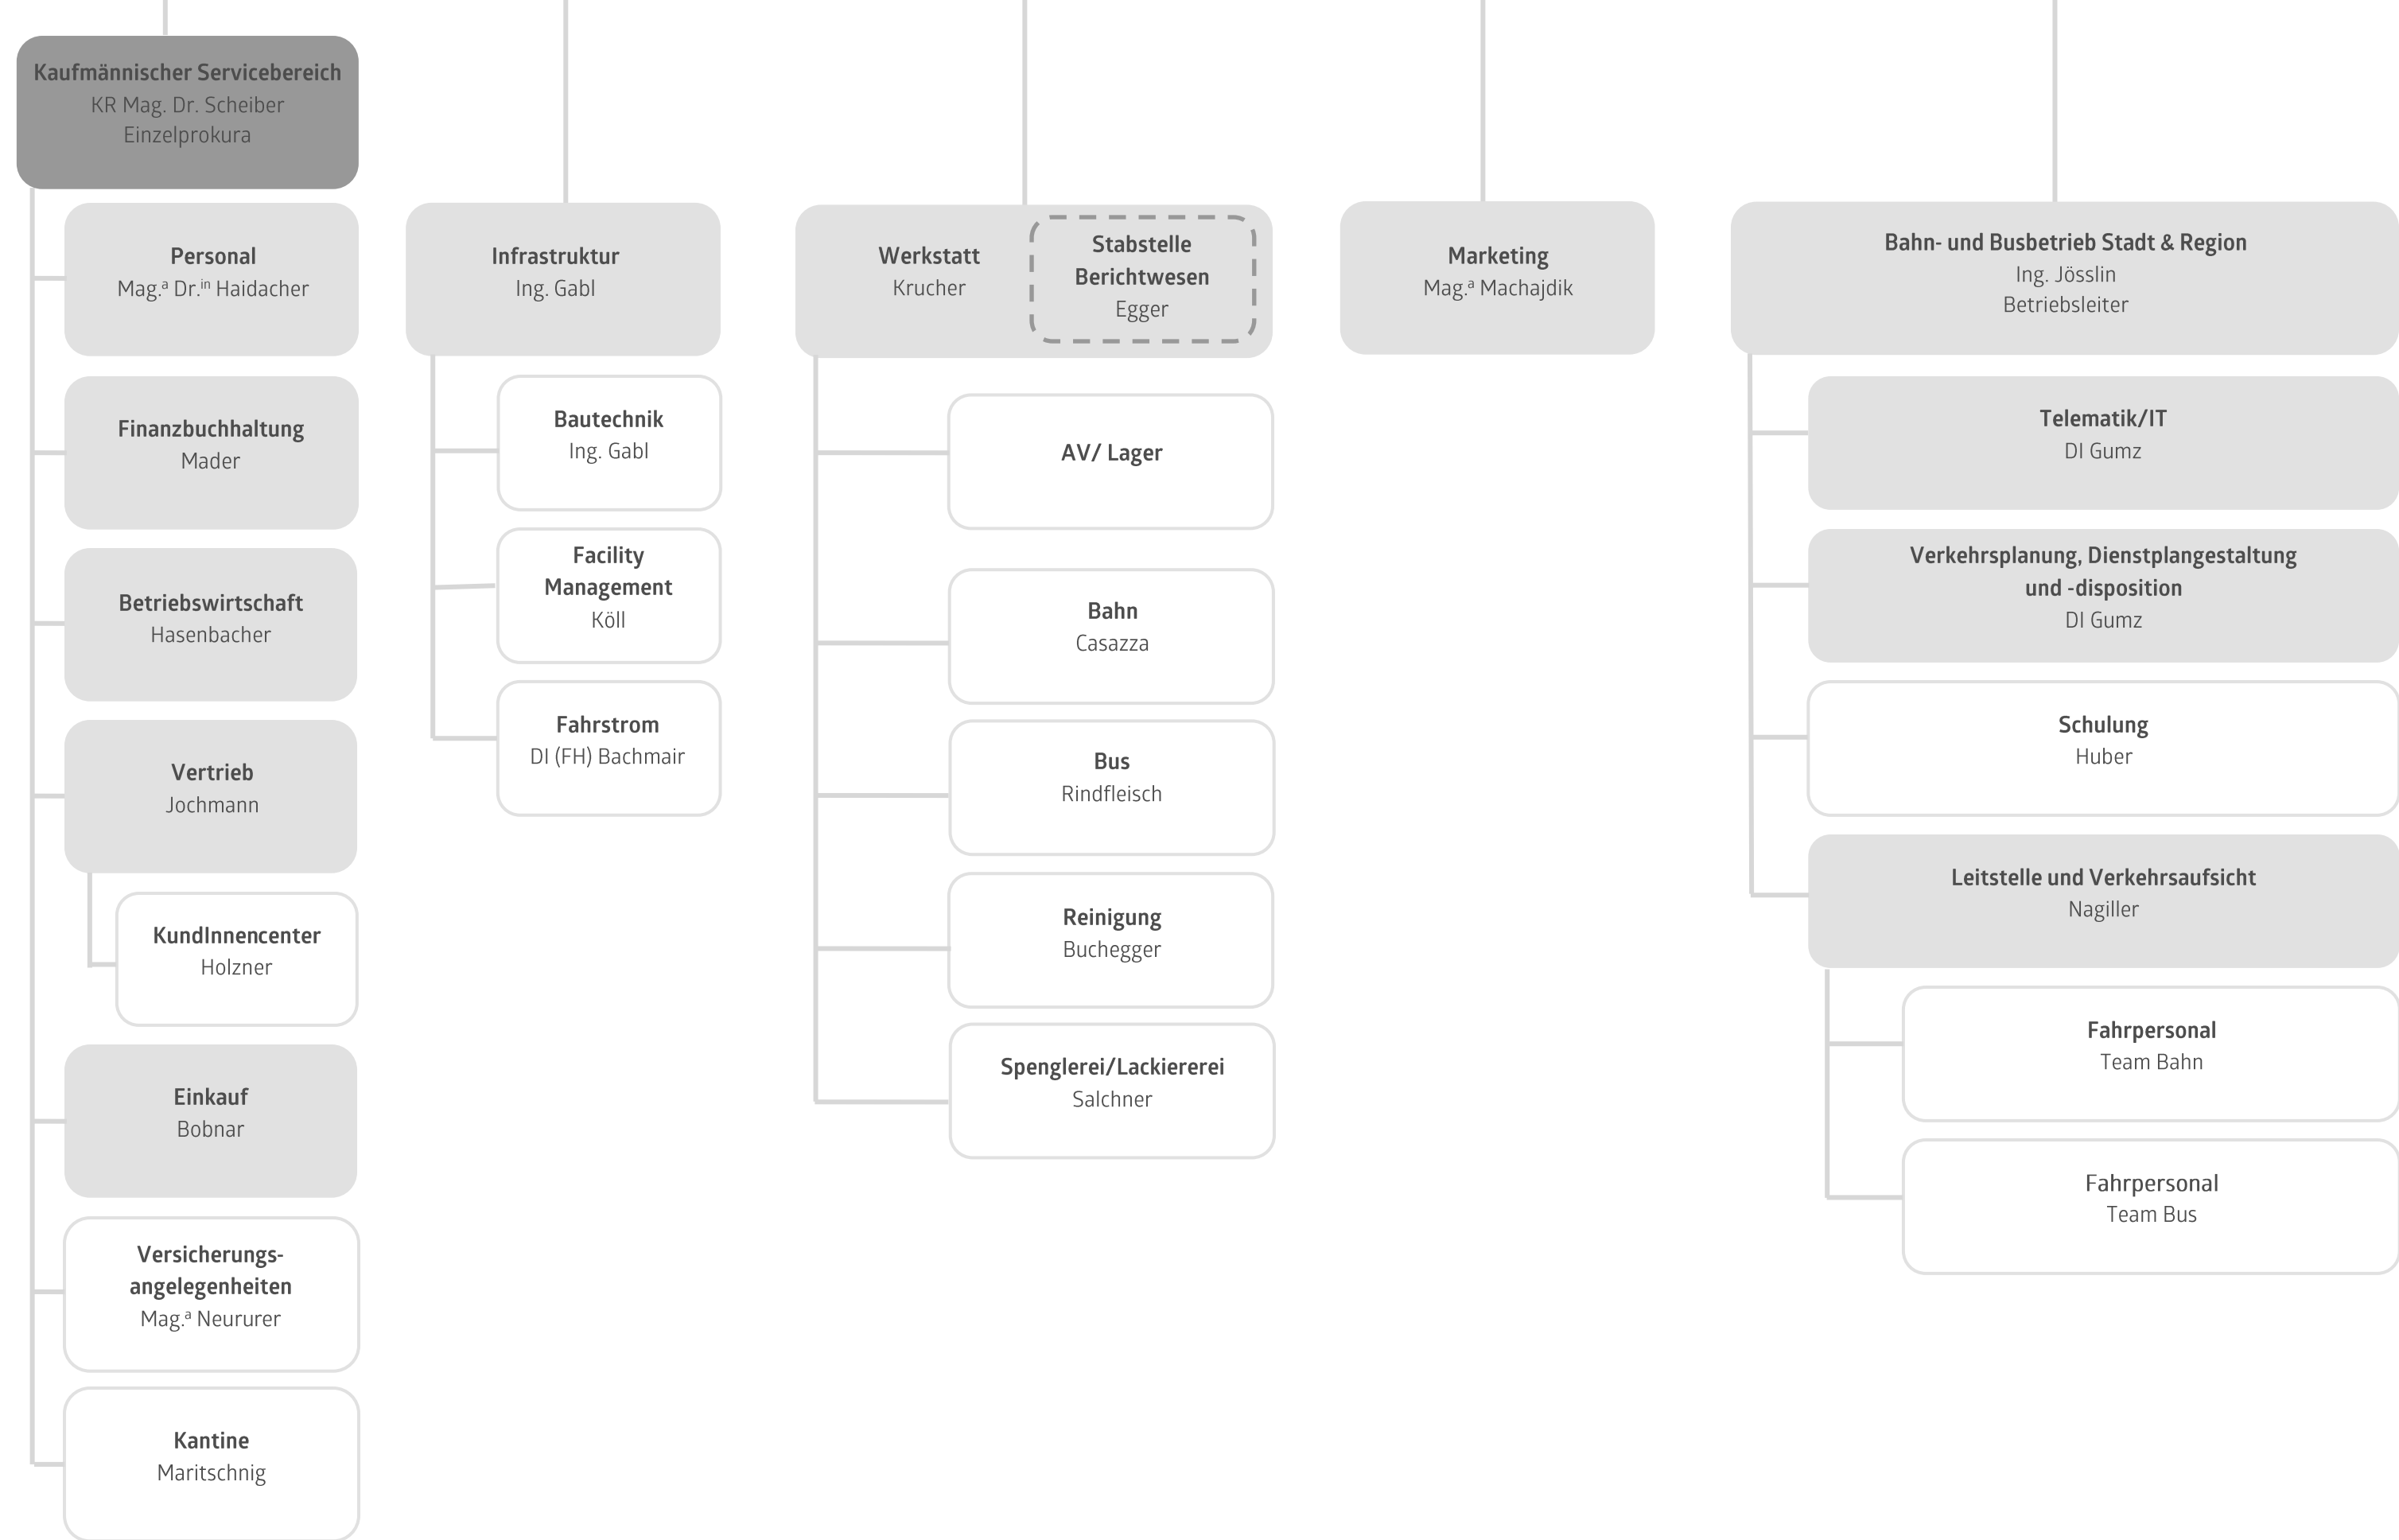 Kaufmännischer Servicebereich
KR Mag. Dr. Scheiber
Einzelprokura
Personal
Mag.ª Dr.ⁱⁿ Haidacher
Finanzbuchhaltung
Mader
Betriebswirtschaft
Hasenbacher
Vertrieb
Jochmann
KundInnencenter
Holzner
Einkauf
Bobnar
Versicherungs-
angelegenheiten
Mag.ª Neururer
Kantine
Maritschnig
Infrastruktur
Ing. Gabl
Bautechnik
Ing. Gabl
Facility
Management
Köll
Fahrstrom
DI (FH) Bachmair
Werkstatt
Krucher
Stabstelle
Berichtwesen
Egger
AV/ Lager
Bahn
Casazza
Bus
Rindfleisch
Reinigung
Buchegger
Spenglerei/Lackiererei
Salchner
Marketing
Mag.ª Machajdik
Bahn- und Busbetrieb Stadt & Region
Ing. Jösslin
Betriebsleiter
Telematik/IT
DI Gumz
Verkehrsplanung, Dienstplangestaltung
und -disposition
DI Gumz
Schulung
Huber
Leitstelle und Verkehrsaufsicht
Nagiller
Fahrpersonal
Team Bahn
Fahrpersonal
Team Bus